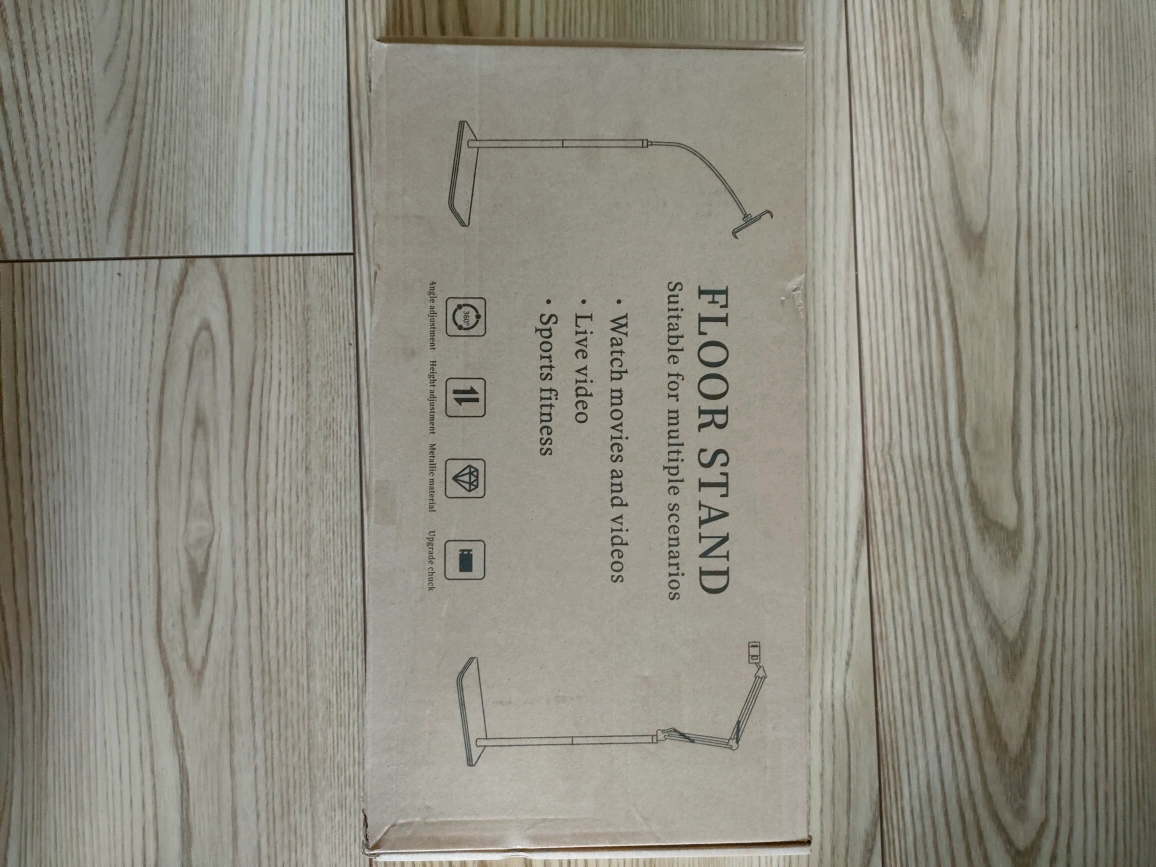 FLOOR STAND
Suitable for multiple scenarios
• Watch movies and videos
• Live video
• Sports fitness
360°
Angle adjustment Height adjustment Metallic material Upgrade chuck